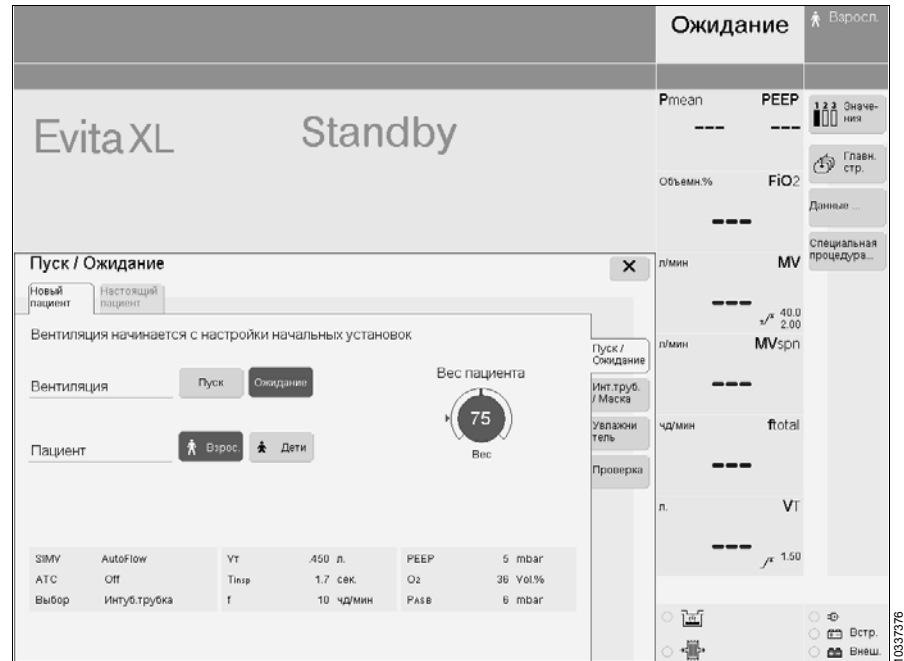 Ожидание
Взросл.
Evita XL
Standby
Pmean PEEP
--- ---
1 2 3 Значе-
ния
Главн.
стр.
Объемн.% FiO2
---
Данные ...
Специальная
процедура...
Пуск / Ожидание
л/мин MV
---
40.0
2.00
Новый
пациент
Настоящий
пациент
Вентиляция начинается с настройки начальных установок
Вентиляция
Пуск
Ожидание
Вес пациента
75
Вес
Пациент
Взрос.
Дети
Пуск /
Ожидание
Инт.труб.
/ Маска
Увлажни
тель
Проверка
л/мин MVspn
---
чд/мин ftotal
---
л. VT
---
1.50
SIMV AutoFlow VT .450 л. PEEP 5 mbar
ATC Off Tinsp 1.7 сек. O2 36 Vol.%
Выбор Интуб.трубка f 10 чд/мин PASB 6 mbar
Встр.
Внеш.
10337376